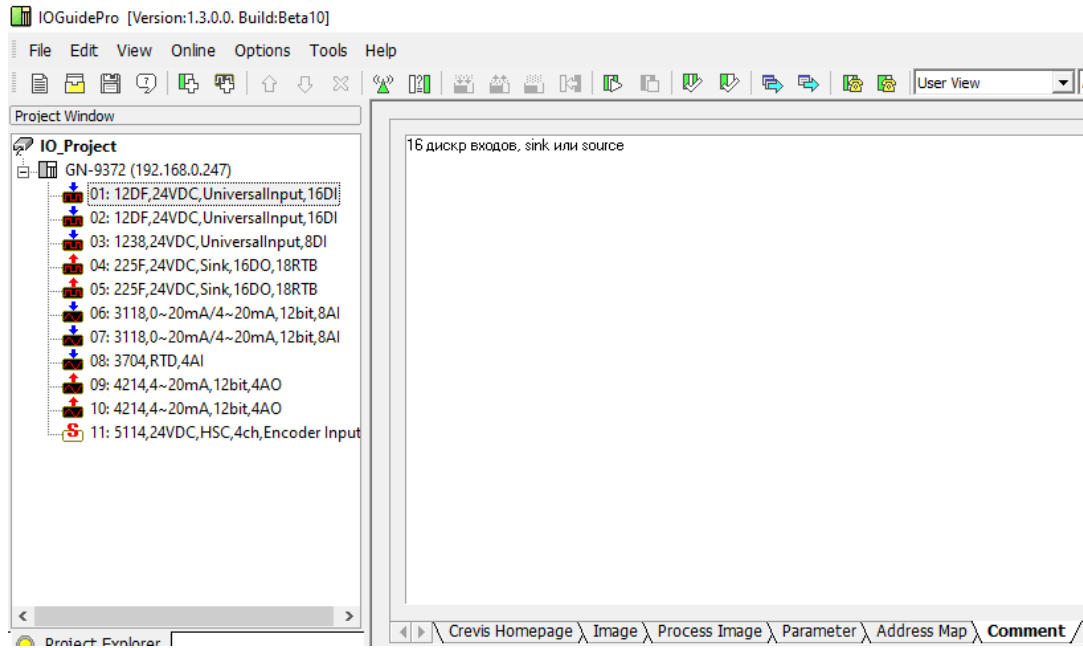 IOGuidePro [Version:1.3.0.0. Build:Beta10]
File Edit View Online Options Tools Help
User View
Project Window
IO_Project
GN-9372 (192.168.0.247)
01: 12DF,24VDC,UniversalInput,16DI
02: 12DF,24VDC,UniversalInput,16DI
03: 1238,24VDC,UniversalInput,8DI
04: 225F,24VDC,Sink,16DO,18RTB
05: 225F,24VDC,Sink,16DO,18RTB
06: 3118,0~20mA/4~20mA,12bit,8AI
07: 3118,0~20mA/4~20mA,12bit,8AI
08: 3704,RTD,4AI
09: 4214,4~20mA,12bit,4AO
10: 4214,4~20mA,12bit,4AO
11: 5114,24VDC,HSC,4ch,Encoder Input
Project Explorer
16 дискр входов, sink или source
Crevis Homepage Image Process Image Parameter Address Map Comment